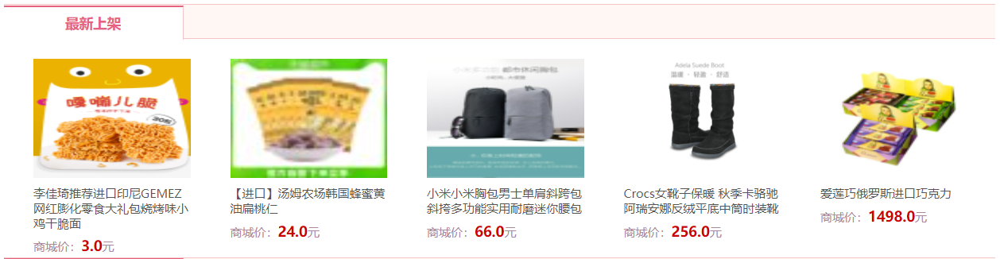 最新上架
嘎嘣儿脆
李佳琦推荐进口印尼GEMEZ
网红膨化零食大礼包烧烤味小
鸡干脆面
商城价：3.0元
【进口】汤姆农场韩国蜂蜜黄
油扁桃仁
商城价：24.0元
都市休闲胸包
小米小米胸包男士单肩斜跨包
斜挎多功能实用耐磨迷你腰包
商城价：66.0元
Adela Suede Boot
温暖 · 轻盈 · 舒适
Crocs女靴子保暖 秋季卡骆驰
阿瑞安娜反绒平底中筒时装靴
商城价：256.0元
爱莲巧俄罗斯进口巧克力
商城价：1498.0元